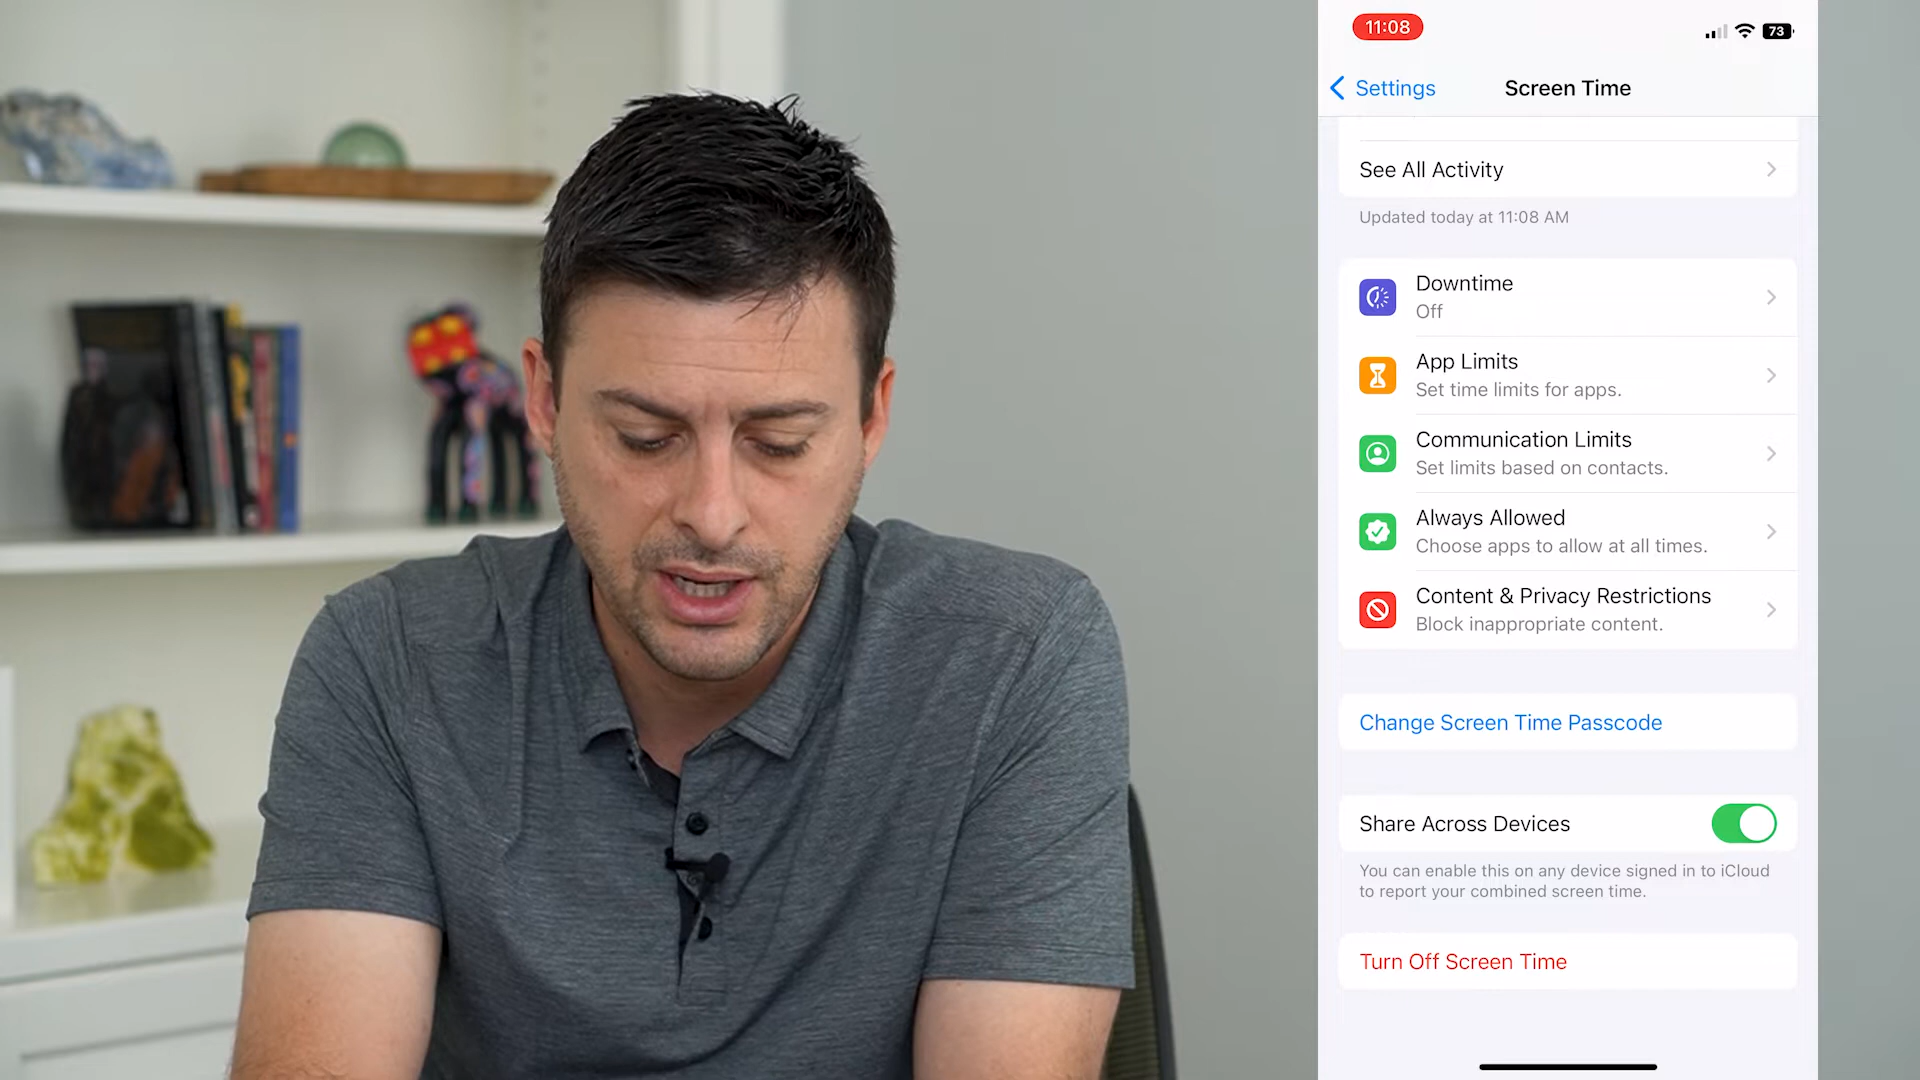 11:08
73
Settings
Screen Time
See All Activity
Updated today at 11:08 AM
Downtime
Off
App Limits
Set time limits for apps.
Communication Limits
Set limits based on contacts.
Always Allowed
Choose apps to allow at all times.
Content & Privacy Restrictions
Block inappropriate content.
Change Screen Time Passcode
Share Across Devices
You can enable this on any device signed in to iCloud
to report your combined screen time.
Turn Off Screen Time